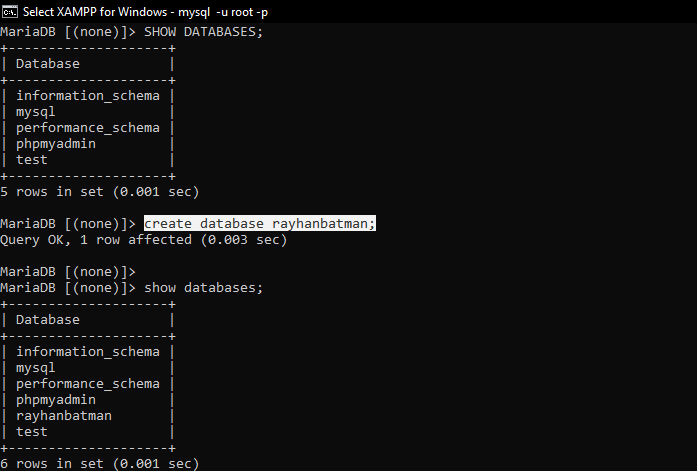 Select XAMPP for Windows - mysql  -u root -p
MariaDB [(none)]> SHOW DATABASES;
+--------------------+
| Database           |
+--------------------+
| information_schema |
| mysql              |
| performance_schema |
| phpmyadmin         |
| test               |
+--------------------+
5 rows in set (0.001 sec)
MariaDB [(none)]> create database rayhanbatman;
Query OK, 1 row affected (0.003 sec)
MariaDB [(none)]>
MariaDB [(none)]> show databases;
+--------------------+
| Database           |
+--------------------+
| information_schema |
| mysql              |
| performance_schema |
| phpmyadmin         |
| rayhanbatman       |
| test               |
+--------------------+
6 rows in set (0.001 sec)